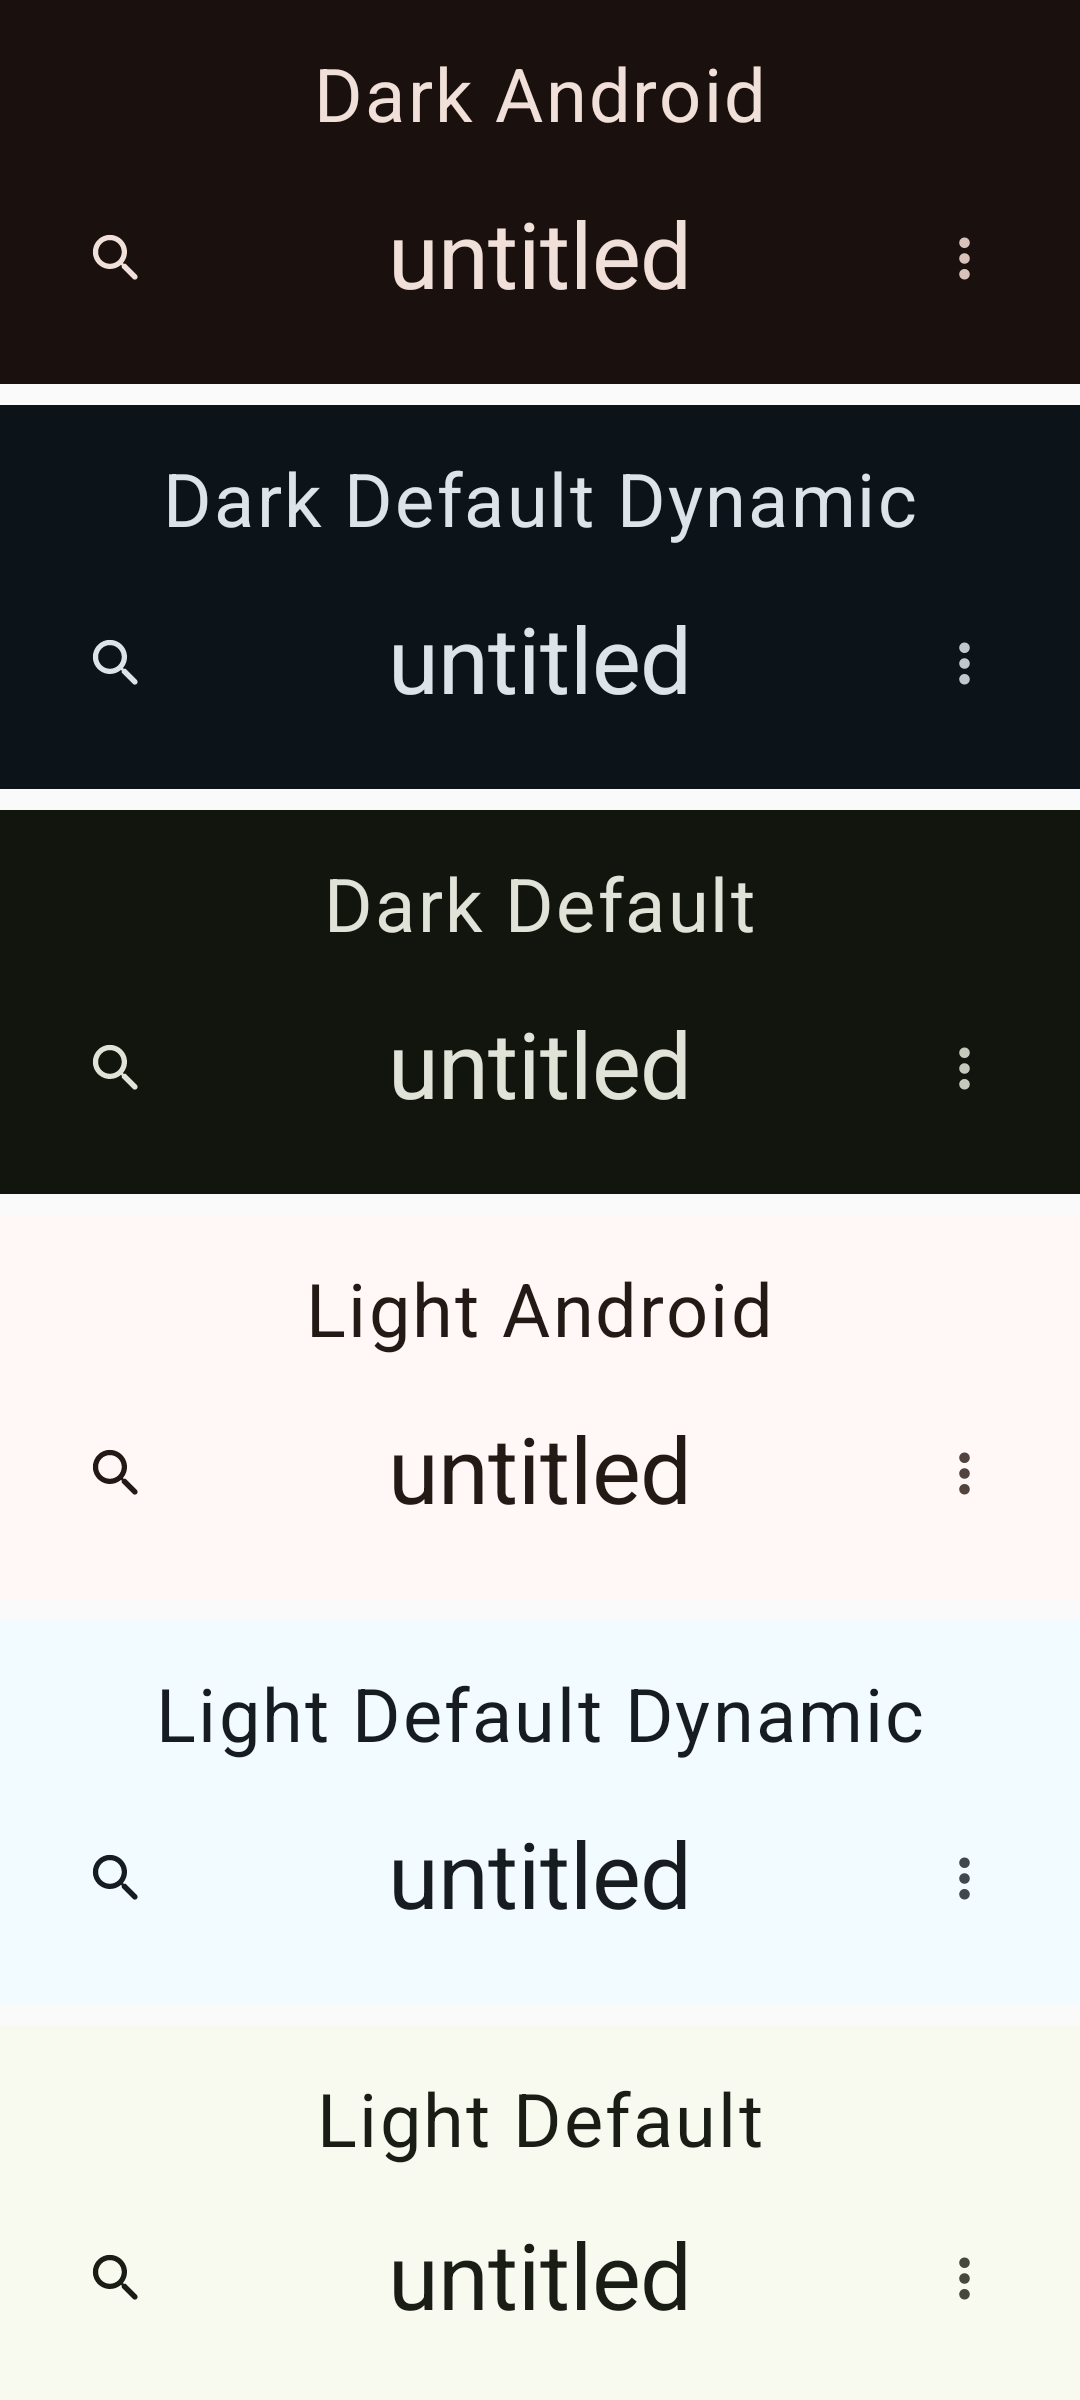 Dark Android
untitled
Dark Default Dynamic
untitled
Dark Default
untitled
Light Android
untitled
Light Default Dynamic
untitled
Light Default
untitled